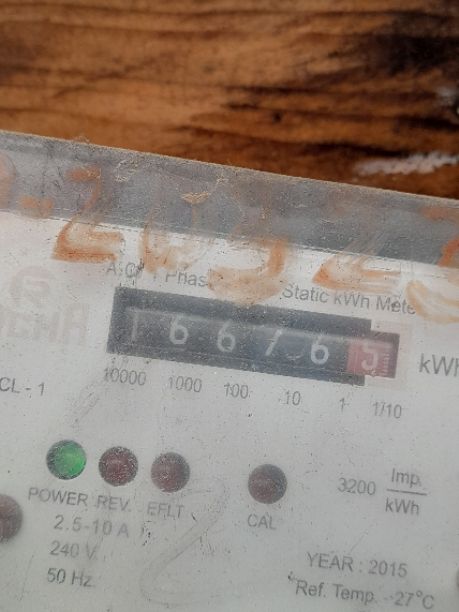 A.C. 1 Phase Static kWh Meter
1 6 6 7 6 5 kWh
10000 1000 100 10 1 1/10
CL - 1
3200 Imp./kWh
POWER REV. EFLT CAL
2.5-10 A
240 V
50 Hz
YEAR : 2015
Ref. Temp. -27°C